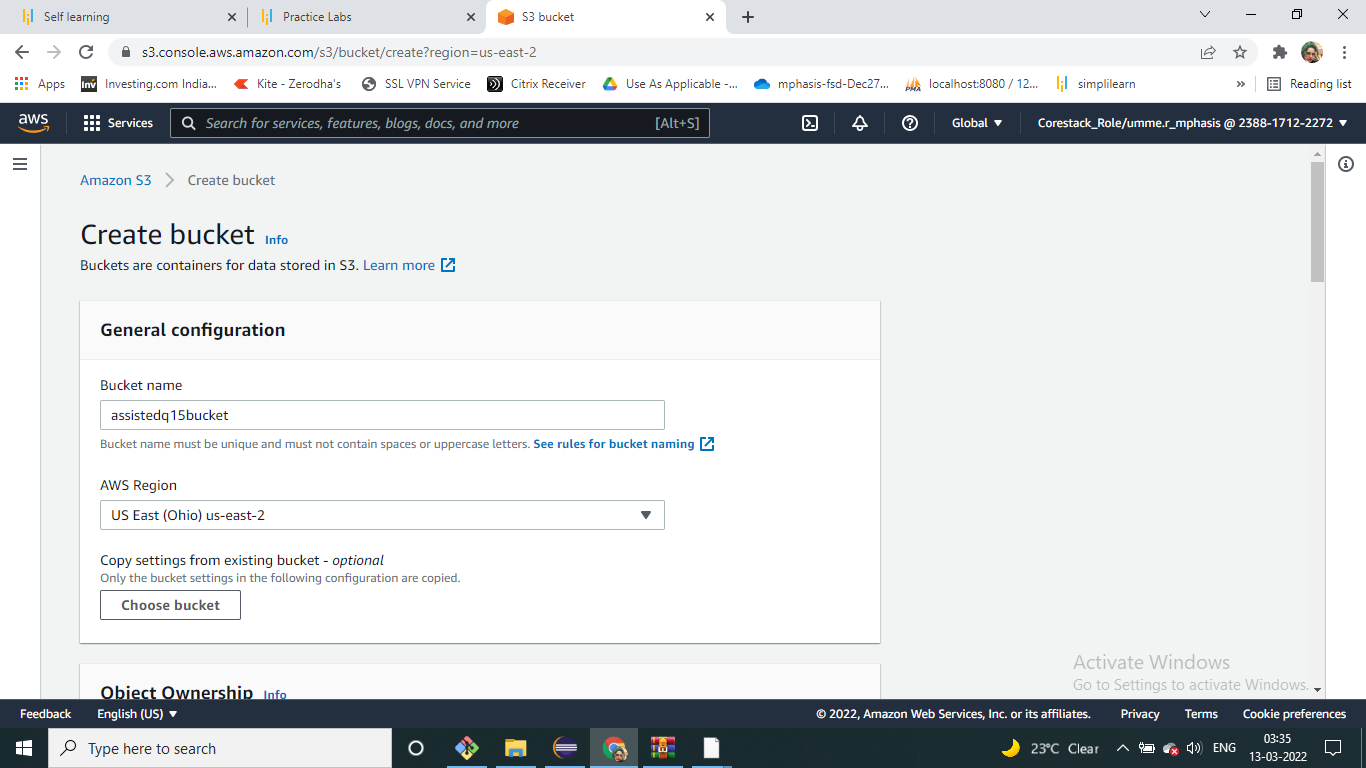 Self learning
Practice Labs
S3 bucket
s3.console.aws.amazon.com/s3/bucket/create?region=us-east-2
Apps
inv Investing.com India...
Kite - Zerodha's
SSL VPN Service
Citrix Receiver
Use As Applicable -...
mphasis-fsd-Dec27...
localhost:8080 / 12...
simplilearn
»
Reading list
aws
Services
Search for services, features, blogs, docs, and more [Alt+S]
Global
Corestack_Role/umme.r_mphasis @ 2388-1712-2272
Amazon S3 > Create bucket
Create bucket Info
Buckets are containers for data stored in S3. Learn more
General configuration
Bucket name
assistedq15bucket
Bucket name must be unique and must not contain spaces or uppercase letters. See rules for bucket naming
AWS Region
US East (Ohio) us-east-2
Copy settings from existing bucket - optional
Only the bucket settings in the following configuration are copied.
Choose bucket
Object Ownership Info
Activate Windows
Go to Settings to activate Windows.
Feedback
English (US)
© 2022, Amazon Web Services, Inc. or its affiliates.
Privacy
Terms
Cookie preferences
Type here to search
23°C Clear
ENG
03:35
13-03-2022